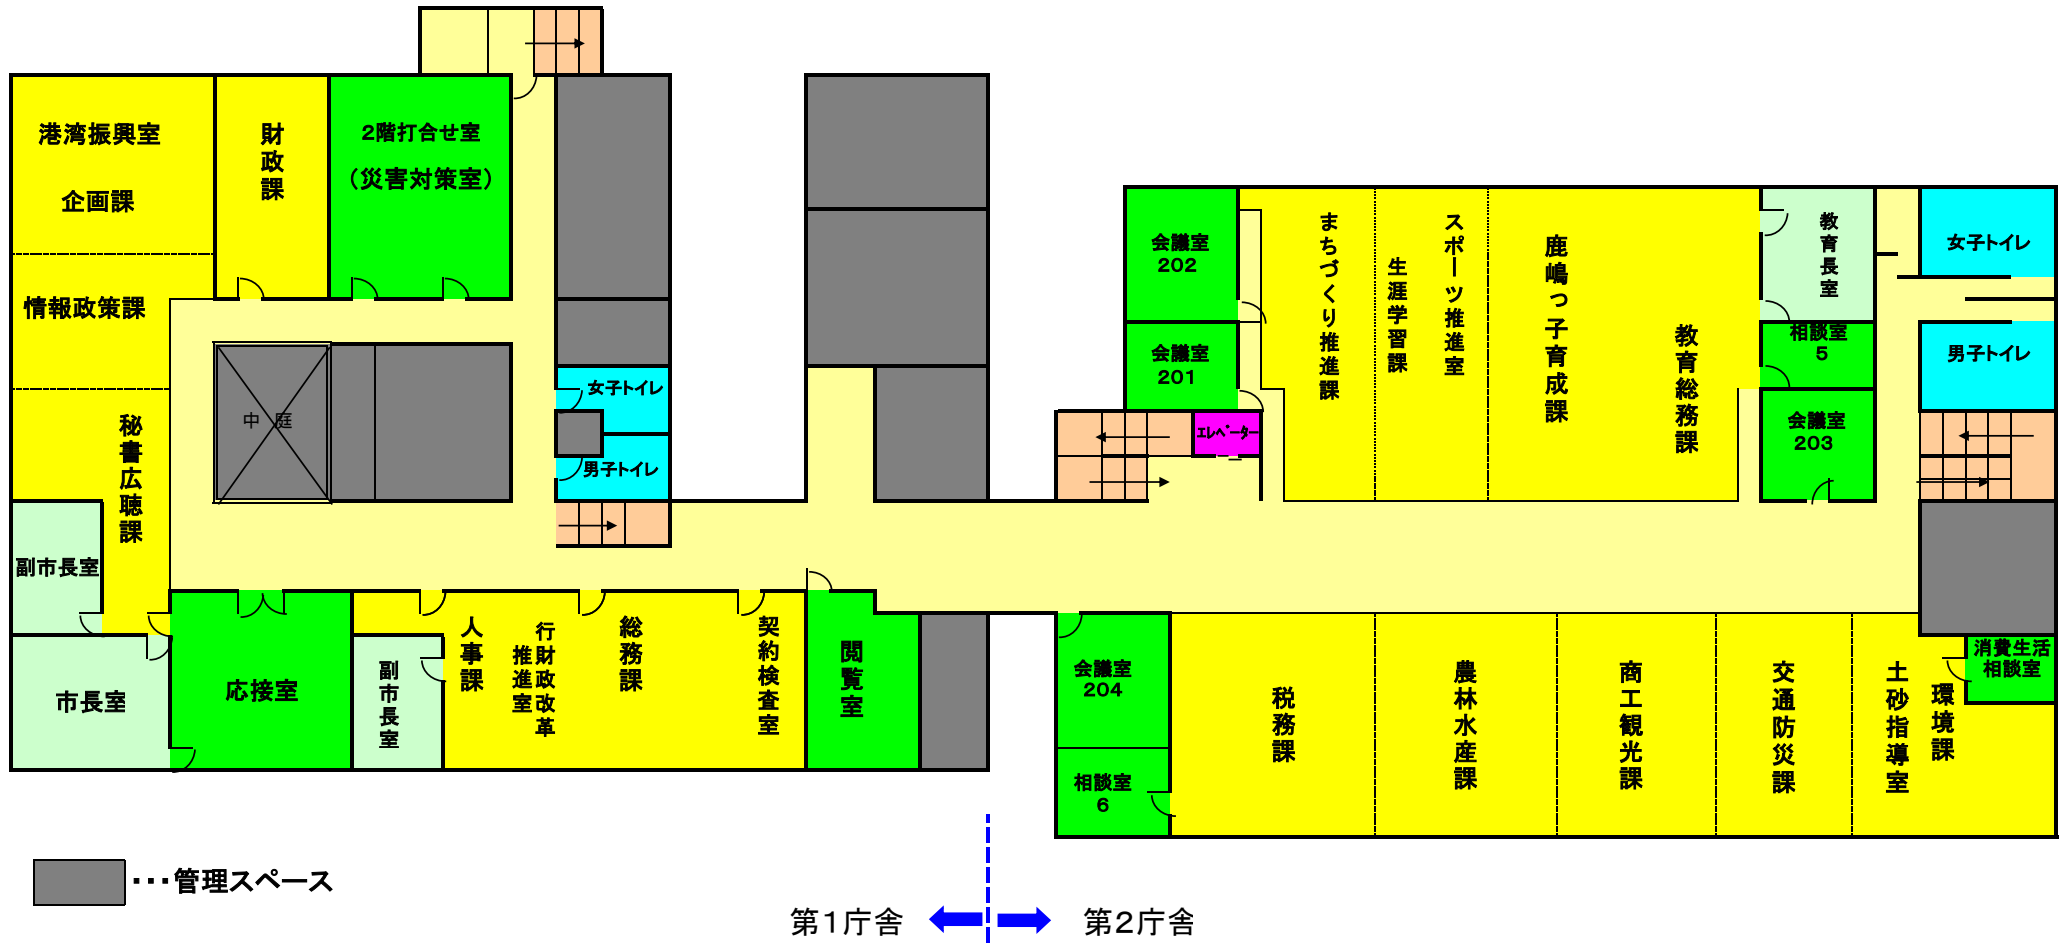 港湾振興室
企画課
財政課
２階打合せ室
（災害対策室）
情報政策課
中 庭
秘書広聴課
副市長室
市長室
応接室
副市長室
人事課
行財政改革
推進室
総務課
契約検査室
閲覧室
女子トイレ
男子トイレ
会議室
202
会議室
201
エレベーター
まちづくり推進課
生涯学習課
スポーツ推進室
鹿嶋っ子育成課
教育総務課
教育長室
相談室
5
会議室
203
女子トイレ
男子トイレ
会議室
204
相談室
6
税務課
農林水産課
商工観光課
交通防災課
土砂指導室
環境課
消費生活
相談室
・・・管理スペース
第１庁舎
第２庁舎